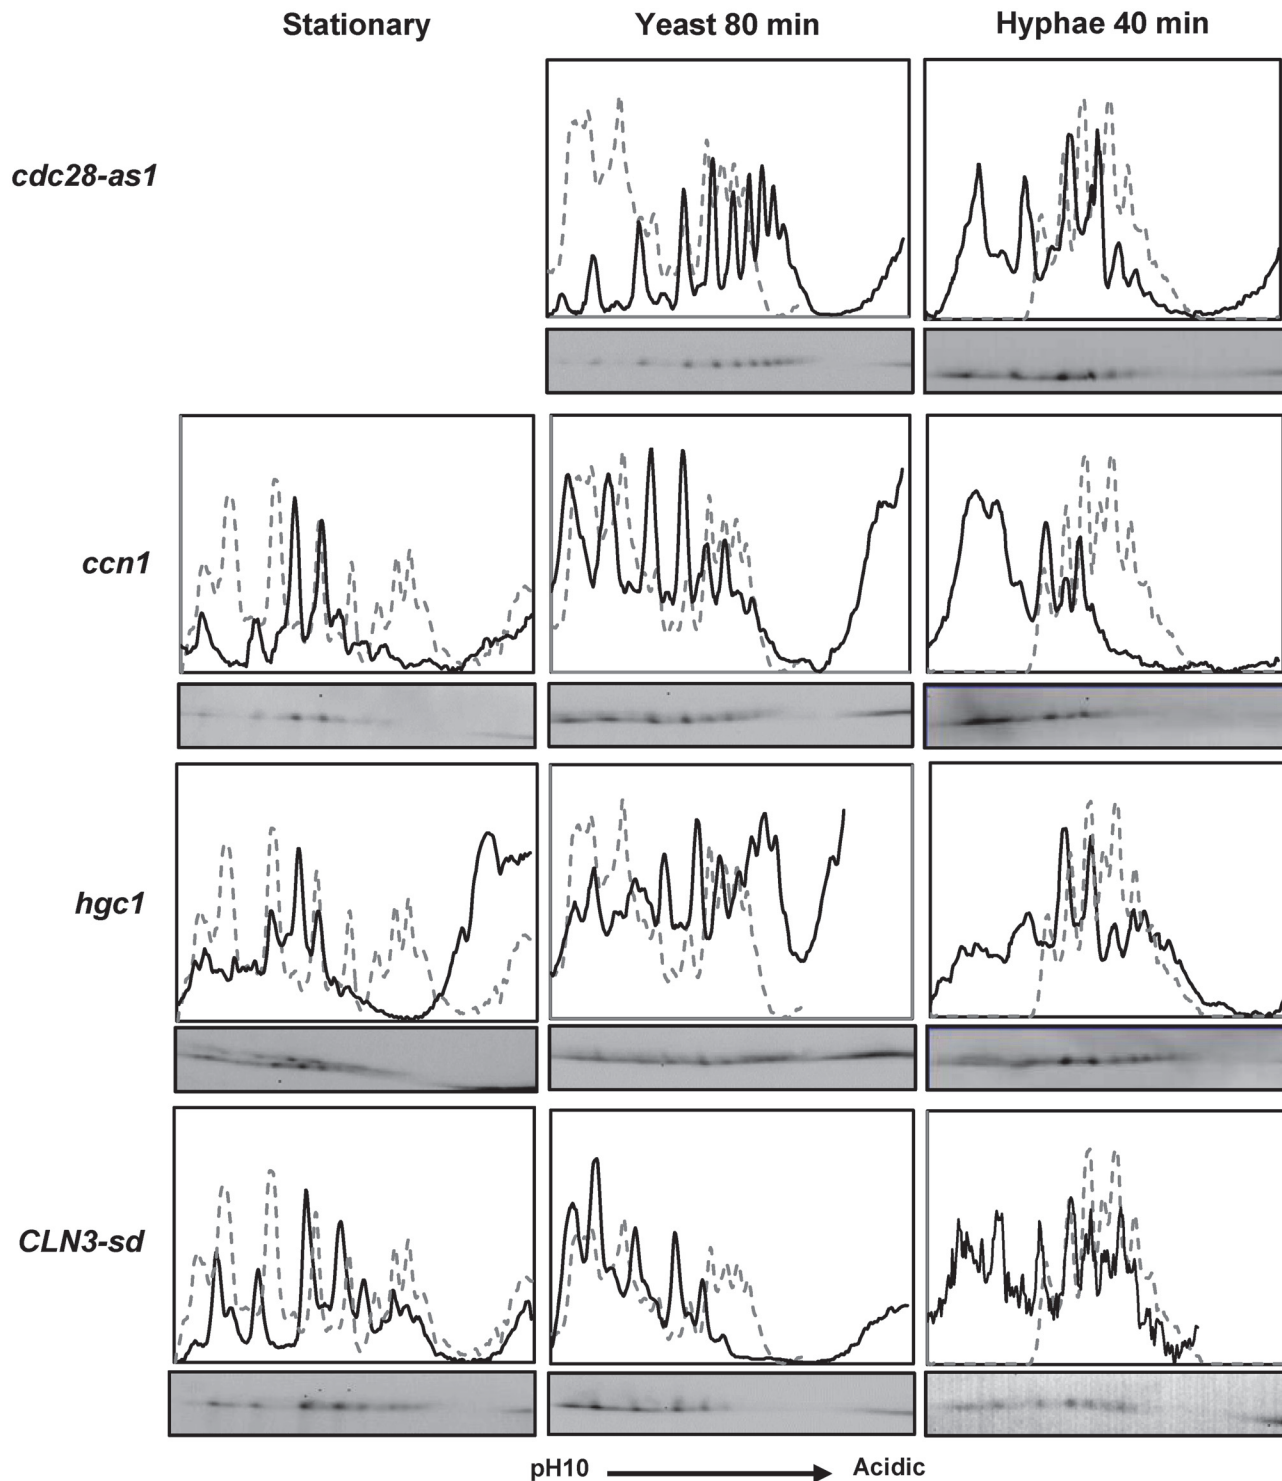 Stationary Yeast 80 min Hyphae 40 min
cdc28-as1
ccn1
hgc1
CLN3-sd
pH10 Acidic